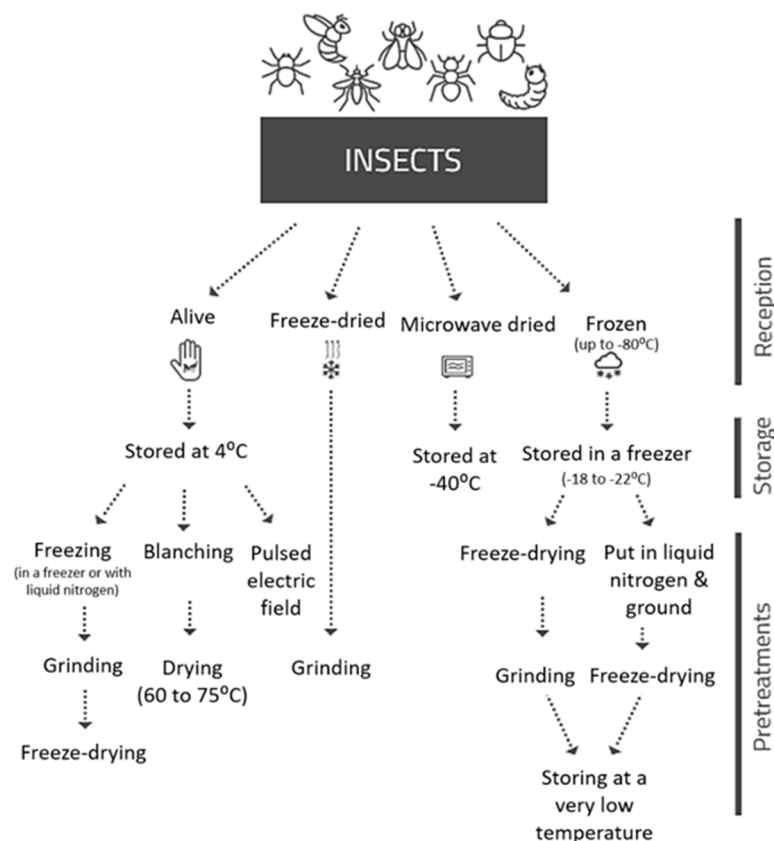 INSECTS
Reception
Alive
Freeze-dried
Microwave dried
Frozen
(up to -80ºC)
Storage
Stored at 4ºC
Stored at
-40ºC
Stored in a freezer
(-18 to -22ºC)
Pretreatments
Freezing
(in a freezer or with
liquid nitrogen)
Blanching
Pulsed
electric
field
Freeze-drying
Put in liquid
nitrogen &
ground
Grinding
Drying
(60 to 75ºC)
Grinding
Grinding
Freeze-drying
Freeze-drying
Storing at a
very low
temperature